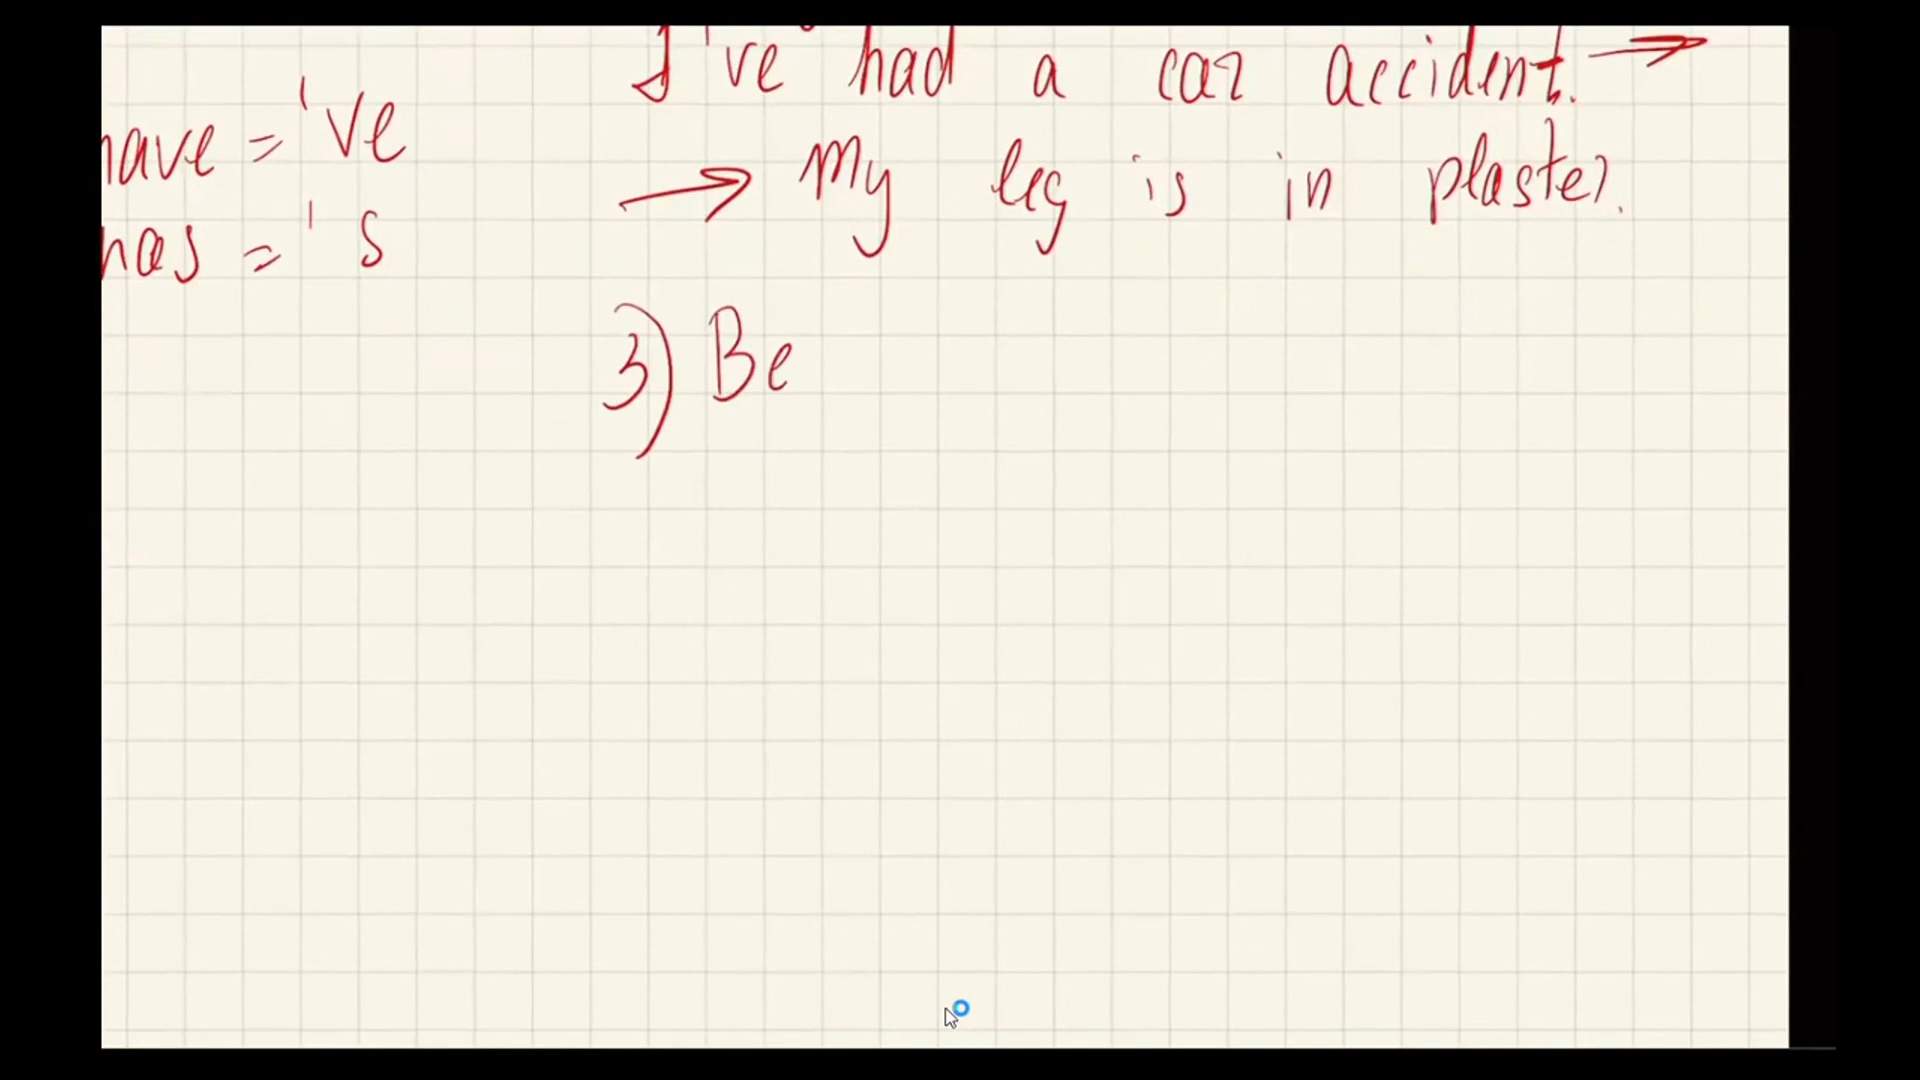 I've had a car accident. →
have = 've
→ My leg is in plaster.
has = 's
3) Be